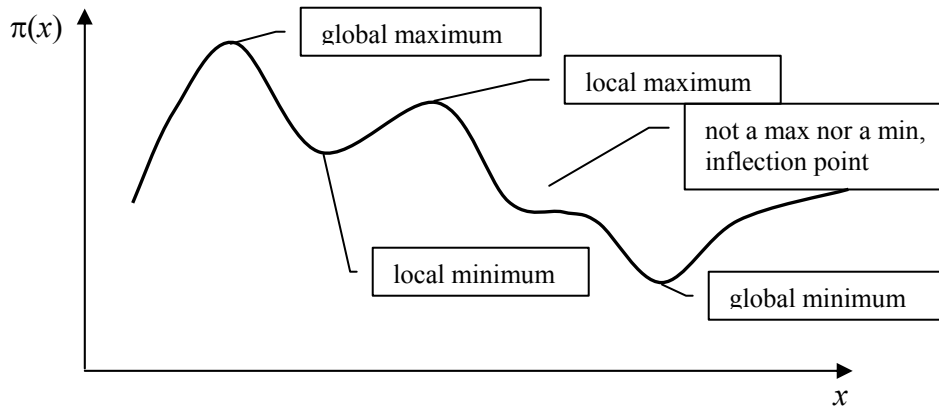 π(x)
global maximum
local maximum
not a max nor a min,
inflection point
local minimum
global minimum
x